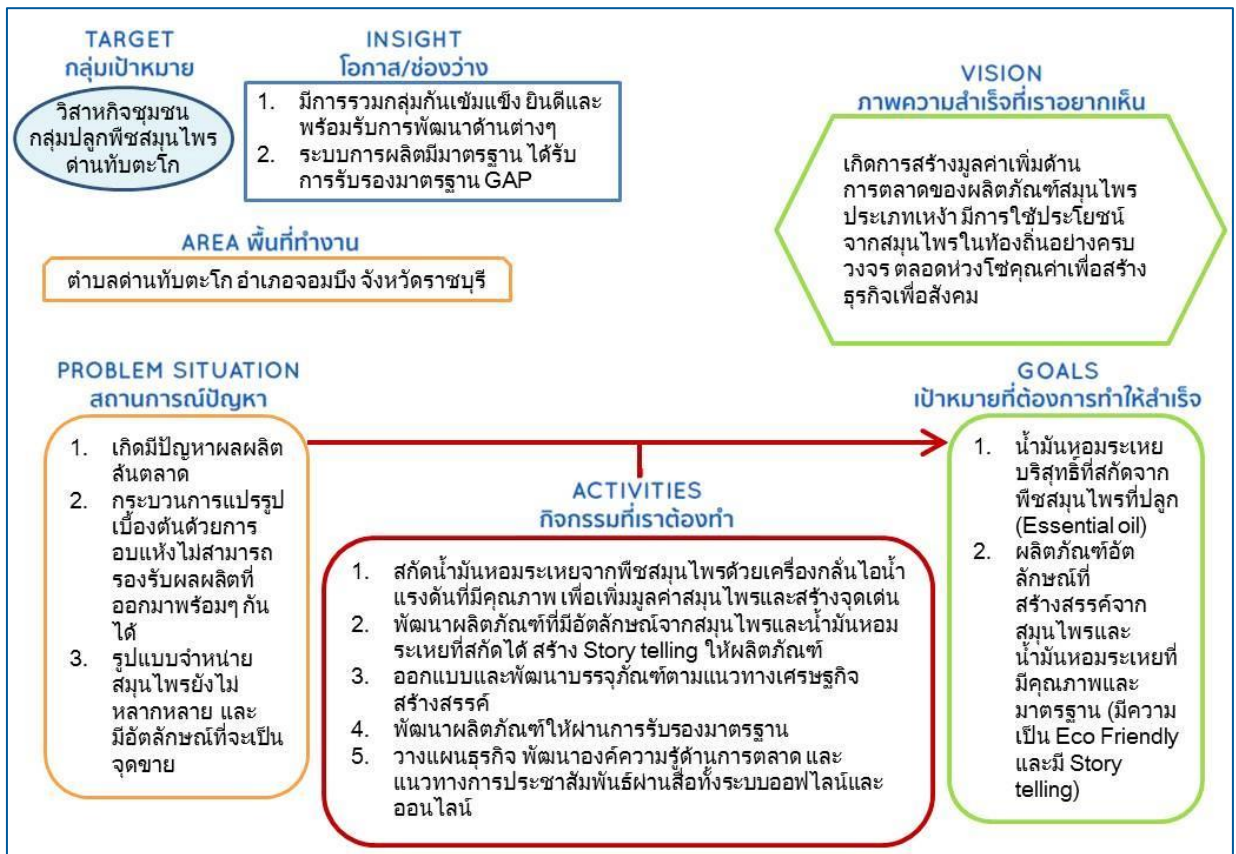 TARGET
กลุ่มเป้าหมาย
วิสาหกิจชุมชน
กลุ่มปลูกพืชสมุนไพร
ด่านทับตะโก
INSIGHT
โอกาส/ช่องว่าง
1. มีการรวมกลุ่มกันเข้มแข็ง ยินดีและ
พร้อมรับการพัฒนาด้านต่างๆ
2. ระบบการผลิตมีมาตรฐาน ได้รับ
การรับรองมาตรฐาน GAP
VISION
ภาพความสำเร็จที่เราอยากเห็น
เกิดการสร้างมูลค่าเพิ่มด้าน
การตลาดของผลิตภัณฑ์สมุนไพร
ประเภทเหง้า มีการใช้ประโยชน์
จากสมุนไพรในท้องถิ่นอย่างครบ
วงจร ตลอดห่วงโซ่คุณค่าเพื่อสร้าง
ธุรกิจเพื่อสังคม
AREA พื้นที่ทำงาน
ตำบลด่านทับตะโก อำเภอจอมบึง จังหวัดราชบุรี
PROBLEM SITUATION
สถานการณ์ปัญหา
1. เกิดมีปัญหาผลผลิต
ล้นตลาด
2. กระบวนการแปรรูป
เบื้องต้นด้วยการ
อบแห้งไม่สามารถ
รองรับผลผลิตที่
ออกมาพร้อมๆ กัน
ได้
3. รูปแบบจำหน่าย
สมุนไพรยังไม่
หลากหลาย และ
มีอัตลักษณ์ที่จะเป็น
จุดขาย
ACTIVITIES
กิจกรรมที่เราต้องทำ
1. สกัดน้ำมันหอมระเหยจากพืชสมุนไพรด้วยเครื่องกลั่นไอน้ำ
แรงดันที่มีคุณภาพ เพื่อเพิ่มมูลค่าสมุนไพรและสร้างจุดเด่น
2. พัฒนาผลิตภัณฑ์ที่มีอัตลักษณ์จากสมุนไพรและน้ำมันหอม
ระเหยที่สกัดได้ สร้าง Story telling ให้ผลิตภัณฑ์
3. ออกแบบและพัฒนาบรรจุภัณฑ์ตามแนวทางเศรษฐกิจ
สร้างสรรค์
4. พัฒนาผลิตภัณฑ์ให้ผ่านการรับรองมาตรฐาน
5. วางแผนธุรกิจ พัฒนาองค์ความรู้ด้านการตลาด และ
แนวทางการประชาสัมพันธ์ผ่านสื่อทั้งระบบออฟไลน์และ
ออนไลน์
GOALS
เป้าหมายที่ต้องการทำให้สำเร็จ
1. น้ำมันหอมระเหย
บริสุทธิ์ที่สกัดจาก
พืชสมุนไพรที่ปลูก
(Essential oil)
2. ผลิตภัณฑ์อัต
ลักษณ์ที่
สร้างสรรค์จาก
สมุนไพรและ
น้ำมันหอมระเหยที่
มีคุณภาพและ
มาตรฐาน (มีความ
เป็น Eco Friendly
และมี Story
telling)